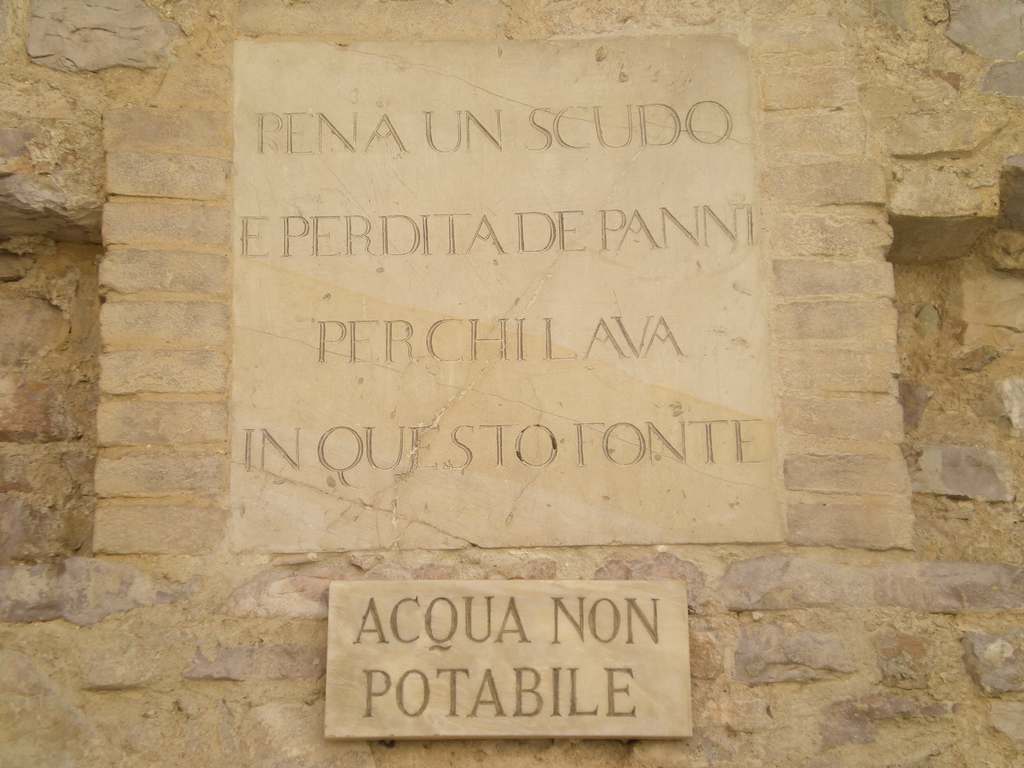 PENA UN SCUDO
E PERDITA DE PANNI
PER CHI LAVA
IN QUESTO FONTE
ACQUA NON
POTABILE